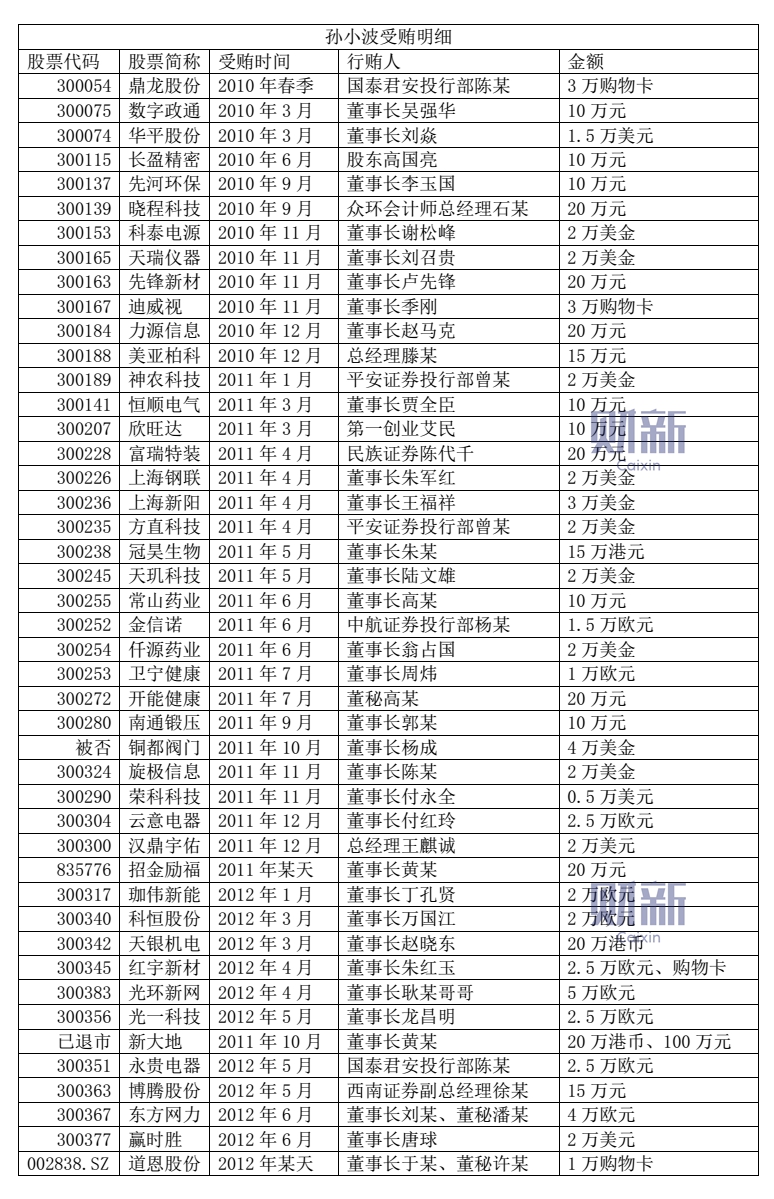 孙小波受贿明细
股票代码 股票简称 受贿时间 行贿人 金额
300054 鼎龙股份 2010 年春季 国泰君安投行部陈某 3 万购物卡
300075 数字政通 2010 年 3 月 董事长吴强华 10 万元
300074 华平股份 2010 年 3 月 董事长刘焱 1.5 万美元
300115 长盈精密 2010 年 6 月 股东高国亮 10 万元
300137 先河环保 2010 年 9 月 董事长李玉国 10 万元
300139 晓程科技 2010 年 9 月 众环会计师总经理石某 20 万元
300153 科泰电源 2010 年 11 月 董事长谢松峰 2 万美金
300165 天瑞仪器 2010 年 11 月 董事长刘召贵 2 万美金
300163 先锋新材 2010 年 11 月 董事长卢先锋 20 万元
300167 迪威视 2010 年 11 月 董事长季刚 3 万购物卡
300184 力源信息 2010 年 12 月 董事长赵马克 20 万元
300188 美亚柏科 2010 年 12 月 总经理滕某 15 万元
300189 神农科技 2011 年 1 月 平安证券投行部曾某 2 万美金
300141 恒顺电气 2011 年 3 月 董事长贾全臣 10 万元
300207 欣旺达 2011 年 3 月 第一创业艾民 10 万元
300228 富瑞特装 2011 年 4 月 民族证券陈代千 20 万元
财新
Caixin
300226 上海钢联 2011 年 4 月 董事长朱军红 2 万美金
300236 上海新阳 2011 年 4 月 董事长王福祥 3 万美金
300235 方直科技 2011 年 4 月 平安证券投行部曾某 2 万美金
300238 冠昊生物 2011 年 5 月 董事长朱某 15 万港元
300245 天玑科技 2011 年 5 月 董事长陆文雄 2 万美金
300255 常山药业 2011 年 6 月 董事长高某 10 万元
300252 金信诺 2011 年 6 月 中航证券投行部杨某 1.5 万欧元
300254 仟源药业 2011 年 6 月 董事长翁占国 2 万美金
300253 卫宁健康 2011 年 7 月 董事长周炜 1 万欧元
300272 开能健康 2011 年 7 月 董秘高某 20 万元
300280 南通锻压 2011 年 9 月 董事长郭某 10 万元
被否 铜都阀门 2011 年 10 月 董事长杨成 4 万美金
300324 旋极信息 2011 年 11 月 董事长陈某 2 万美金
300290 荣科科技 2011 年 11 月 董事长付永全 0.5 万美元
300304 云意电器 2011 年 12 月 董事长付红玲 2.5 万欧元
300300 汉鼎宇佑 2011 年 12 月 总经理王麒诚 2 万美元
835776 招金励福 2011 年某天 董事长黄某 20 万元
300317 珈伟新能 2012 年 1 月 董事长丁孔贤 2 万欧元
300340 科恒股份 2012 年 3 月 董事长万国江 2 万欧元
财新
Caixin
300342 天银机电 2012 年 3 月 董事长赵晓东 20 万港币
300345 红宇新材 2012 年 4 月 董事长朱红玉 2.5 万欧元、购物卡
300383 光环新网 2012 年 4 月 董事长耿某哥哥 5 万欧元
300356 光一科技 2012 年 5 月 董事长龙昌明 2.5 万欧元
已退市 新大地 2011 年 10 月 董事长黄某 20 万港币、100 万元
300351 永贵电器 2012 年 5 月 国泰君安投行部陈某 2.5 万欧元
300363 博腾股份 2012 年 5 月 西南证券副总经理徐某 15 万元
300367 东方网力 2012 年 6 月 董事长刘某、董秘潘某 4 万欧元
300377 赢时胜 2012 年 6 月 董事长唐球 2 万美元
002838.SZ 道恩股份 2012 年某天 董事长于某、董秘许某 1 万购物卡